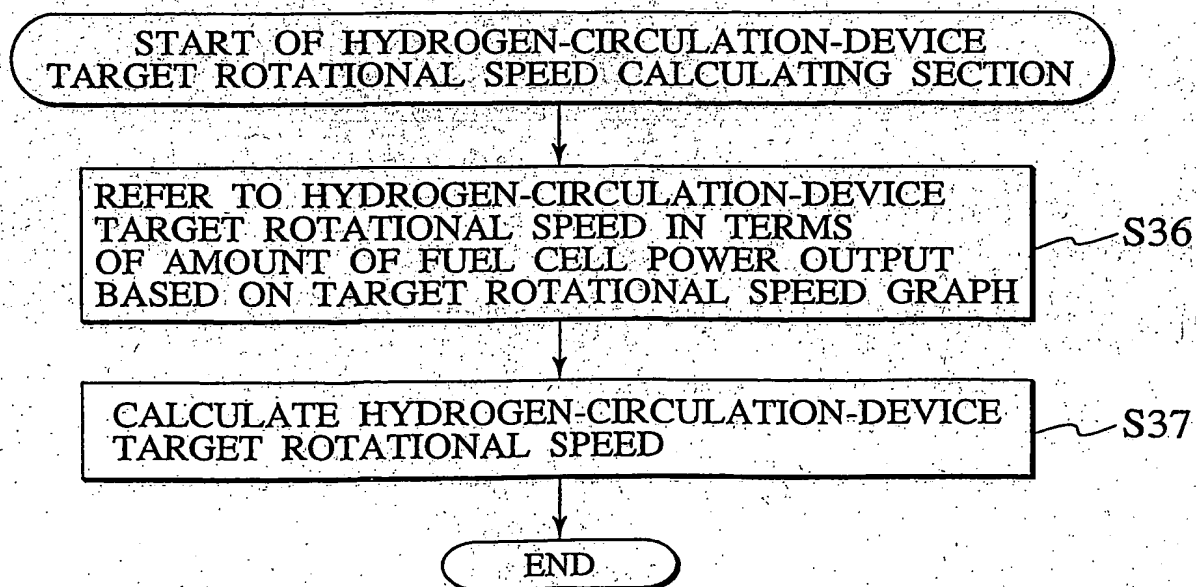 START OF HYDROGEN-CIRCULATION-DEVICE
TARGET ROTATIONAL SPEED CALCULATING SECTION
REFER TO HYDROGEN-CIRCULATION-DEVICE
TARGET ROTATIONAL SPEED IN TERMS
OF AMOUNT OF FUEL CELL POWER OUTPUT
BASED ON TARGET ROTATIONAL SPEED GRAPH
S36
CALCULATE HYDROGEN-CIRCULATION-DEVICE
TARGET ROTATIONAL SPEED
S37
END